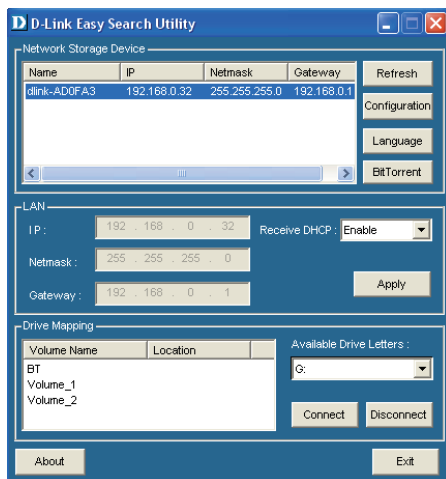 D-Link Easy Search Utility
Network Storage Device
Name IP Netmask Gateway
dlink-AD0FA3 192.168.0.32 255.255.255.0 192.168.0.1
Refresh
Configuration
Language
BitTorrent
LAN
IP : 192 . 168 . 0 . 32 Receive DHCP : Enable
Netmask : 255 . 255 . 255 . 0
Gateway : 192 . 168 . 0 . 1
Apply
Drive Mapping
Volume Name Location
BT
Volume_1
Volume_2
Available Drive Letters :
G:
Connect Disconnect
About Exit